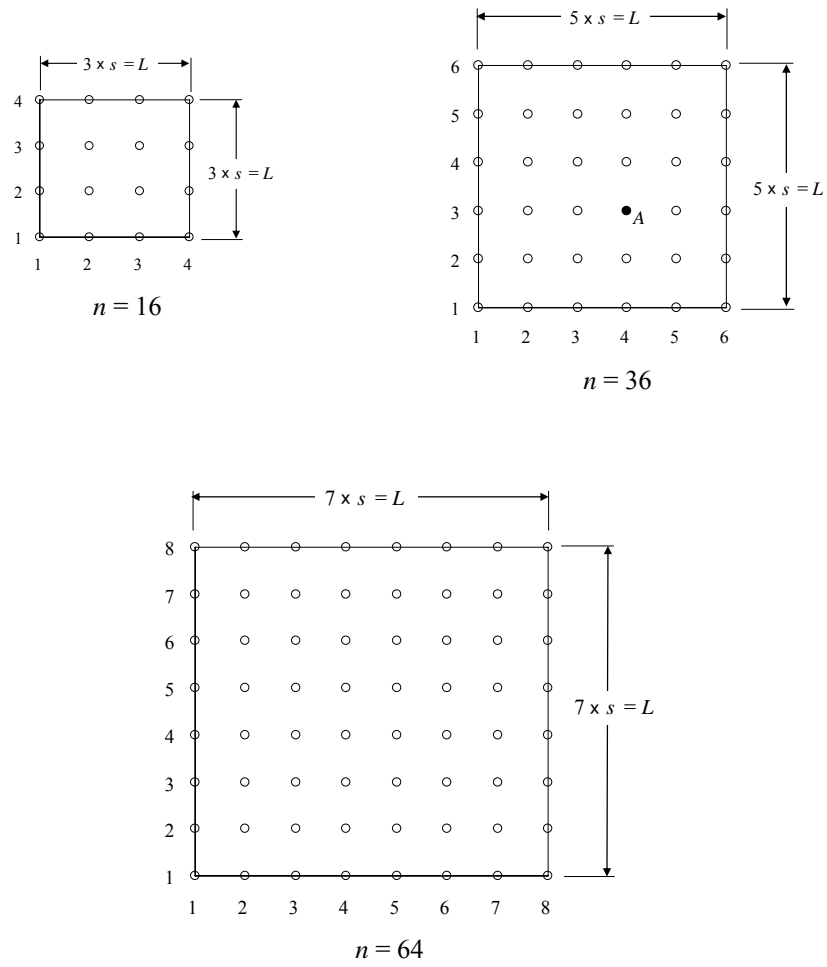 3 x s = L
4
3
2
1
3 x s = L
1 2 3 4
n = 16
5 x s = L
6
5
4
3
2
1
A
5 x s = L
1 2 3 4 5 6
n = 36
7 x s = L
8
7
6
5
4
3
2
1
7 x s = L
1 2 3 4 5 6 7 8
n = 64